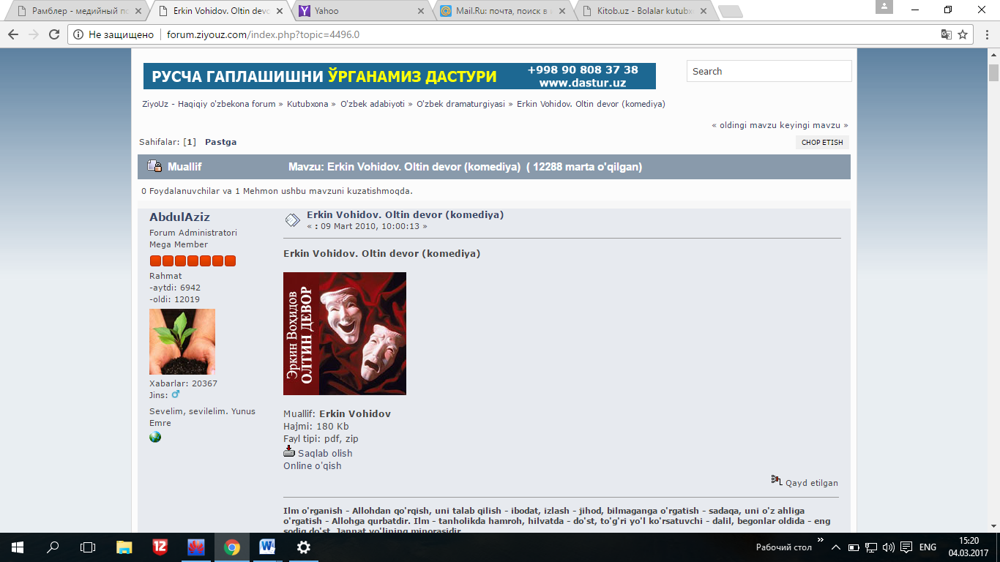 Рамблер - медийный по
Erkin Vohidov. Oltin devo
Yahoo
Mail.Ru: почта, поиск в и
Kitob.uz - Bolalar kutubx
Не защищено
forum.ziyouz.com/index.php?topic=4496.0
РУСЧА ГАПЛАШИШНИ ЎРГАНАМИЗ ДАСТУРИ
+998 90 808 37 38
www.dastur.uz
Search
ZiyoUz - Haqiqiy o'zbekona forum » Kutubxona » O'zbek adabiyoti » O'zbek dramaturgiyasi » Erkin Vohidov. Oltin devor (komediya)
« oldingi mavzu keyingi mavzu »
Sahifalar: [1] Pastga
CHOP ETISH
Muallif
Mavzu: Erkin Vohidov. Oltin devor (komediya) ( 12288 marta o'qilgan)
0 Foydalanuvchilar va 1 Mehmon ushbu mavzuni kuzatishmoqda.
AbdulAziz
Forum Administratori
Mega Member
Rahmat
-aytdi: 6942
-oldi: 12019
Xabarlar: 20367
Jins:
Sevelim, sevilelim. Yunus
Emre
Erkin Vohidov. Oltin devor (komediya)
« : 09 Mart 2010, 10:00:13 »
Erkin Vohidov. Oltin devor (komediya)
Эркин Вохидов
ОЛТИН ДЕВОР
Muallif: Erkin Vohidov
Hajmi: 180 Kb
Fayl tipi: pdf, zip
Saqlab olish
Online o'qish
Qayd etilgan
Ilm o'rganish - Allohdan qo'rqish, uni talab qilish - ibodat, izlash - jihod, bilmaganga o'rgatish - sadaqa, uni o'z ahliga
o'rgatish - Allohga qurbatdir. Ilm - tanholikda hamroh, hilvatda - do'st, to'g'ri yo'l ko'rsatuvchi - dalil, begonlar oldida - eng
sodiq do'st, Jannat yo'lining minorasidir.
12
Рабочий стол
ENG
15:20
04.03.2017